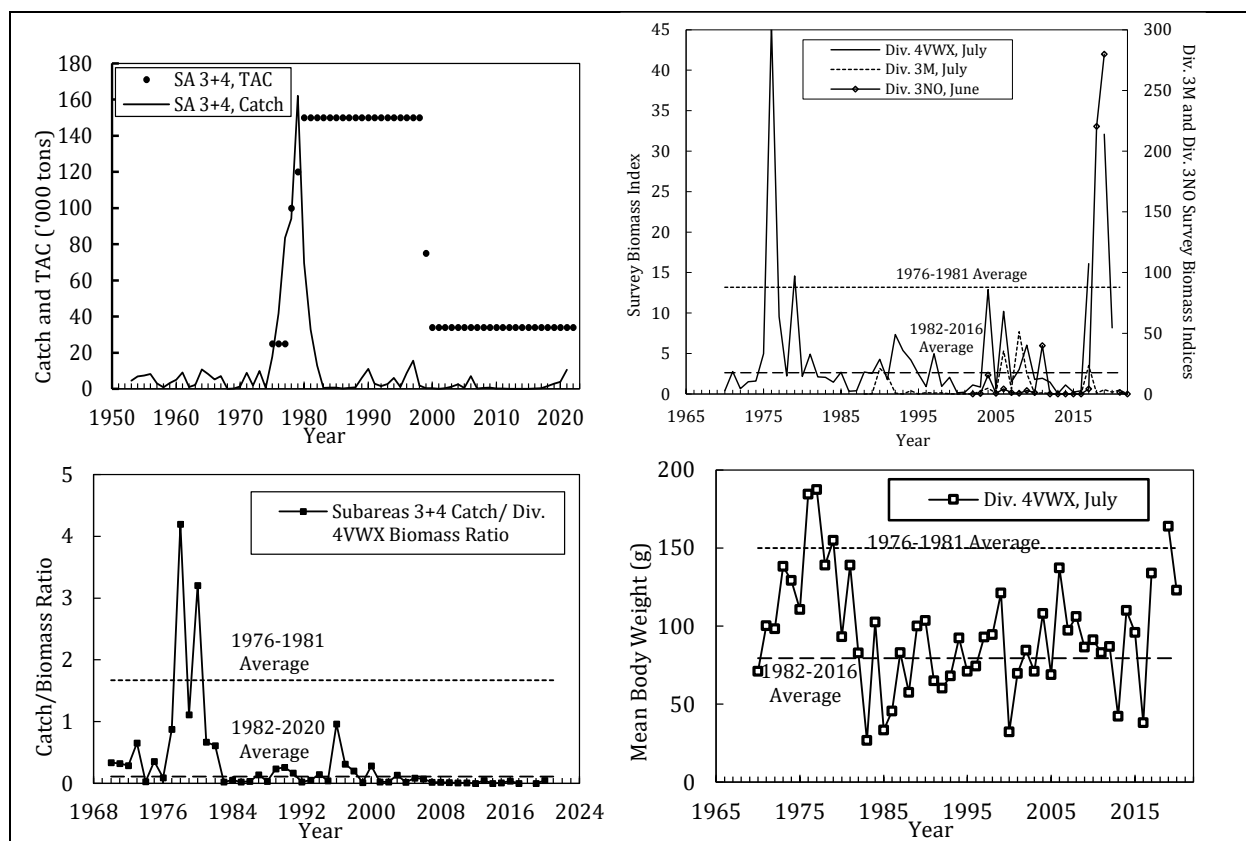 SA 3+4, TAC
SA 3+4, Catch
Catch and TAC ('000 tons)
180
160
140
120
100
80
60
40
20
0
1950 1960 1970 1980 1990 2000 2010 2020
Year
Div. 4VWX, July
Div. 3M, July
Div. 3NO, June
Survey Biomass Index
45
40
35
30
25
20
15
10
5
0
1976-1981 Average
1982-2016
Average
300
250
200
150
100
50
0
Div. 3M and Div. 3NO Survey Biomass Indices
1965 1975 1985 1995 2005 2015
Year
Subareas 3+4 Catch/ Div.
4VWX Biomass Ratio
Catch/Biomass Ratio
5
4
3
2
1
0
1976-1981
Average
1982-2020
Average
1968 1976 1984 1992 2000 2008 2016 2024
Year
Div. 4VWX, July
Mean Body Weight (g)
200
150
100
50
0
1976-1981 Average
1982-2016
Average
1965 1975 1985 1995 2005 2015
Year